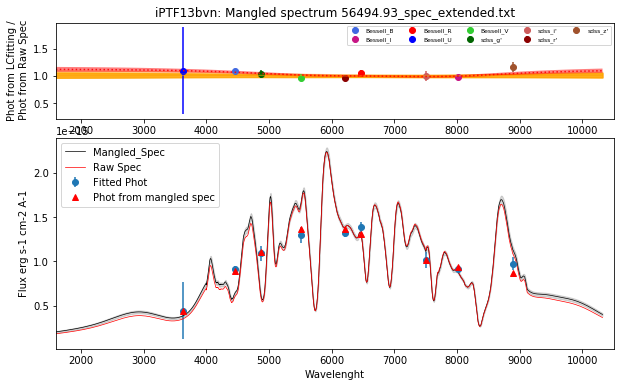 iPTF13bvn: Mangled spectrum 56494.93_spec_extended.txt
Phot from LCfitting /
Phot from Raw Spec
1.5
1.0
0.5
Bessell_B
Bessell_I
Bessell_R
Bessell_U
Bessell_V
sdss_g'
sdss_i'
sdss_r'
sdss_z'
2000 3000 4000 5000 6000 7000 8000 9000 10000
Flux erg s-1 cm-2 A-1
2.0
1.5
1.0
0.5
Mangled_Spec
Raw Spec
Fitted Phot
Phot from mangled spec
2000 3000 4000 5000 6000 7000 8000 9000 10000
Wavelenght